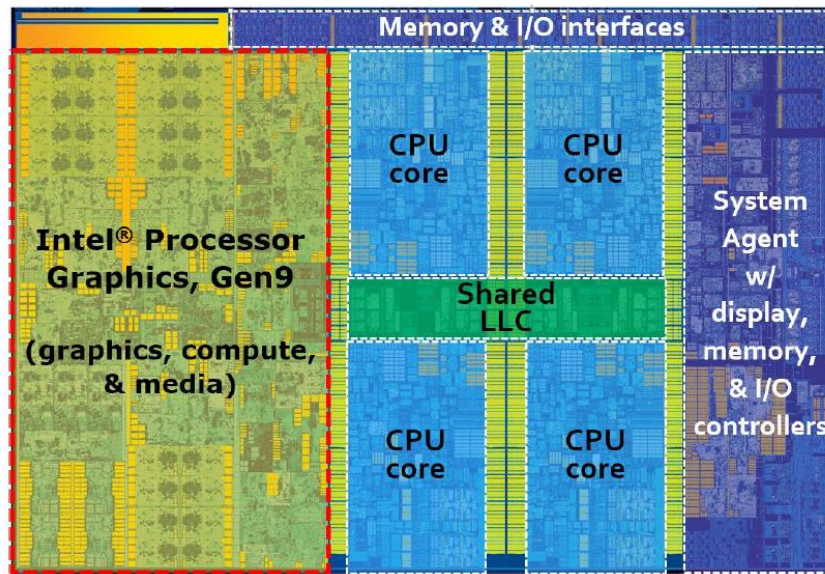 Memory & I/O interfaces
Intel® Processor
Graphics, Gen9
(graphics, compute,
& media)
CPU
core
CPU
core
Shared
LLC
CPU
core
CPU
core
System
Agent
w/
display,
memory,
& I/O
controllers